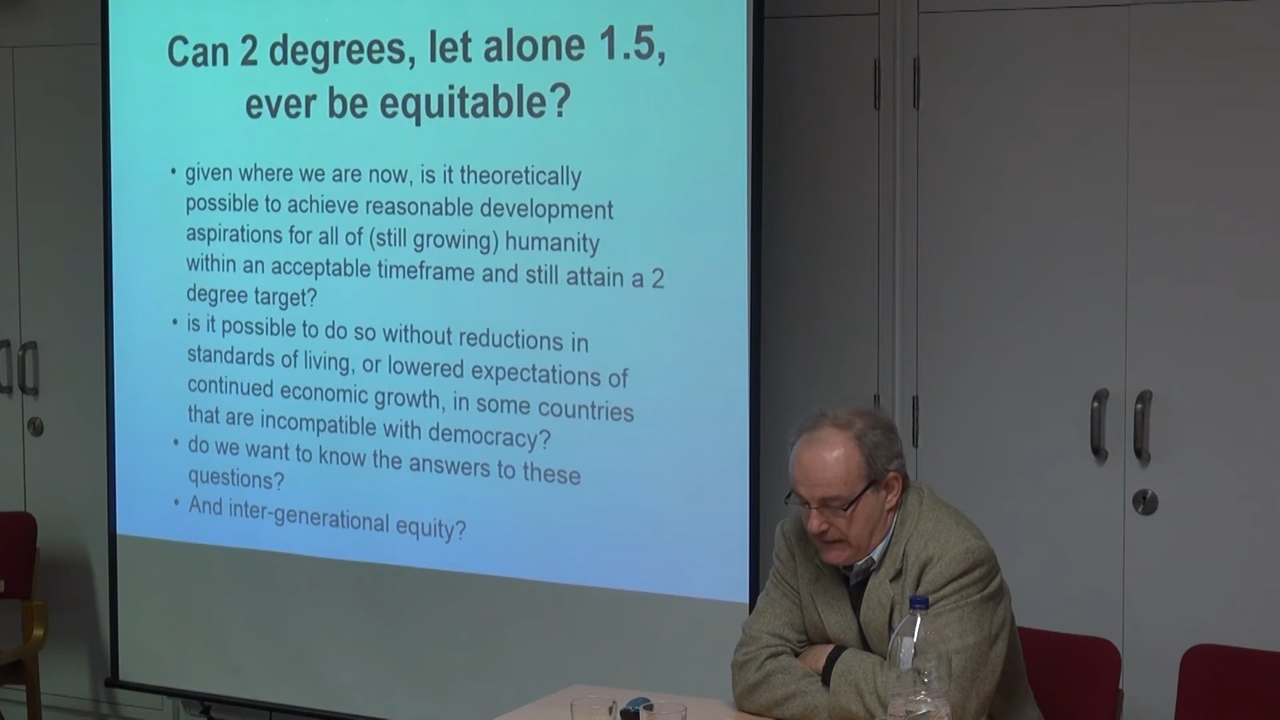 Can 2 degrees, let alone 1.5,
ever be equitable?
• given where we are now, is it theoretically
possible to achieve reasonable development
aspirations for all of (still growing) humanity
within an acceptable timeframe and still attain a 2
degree target?
• is it possible to do so without reductions in
standards of living, or lowered expectations of
continued economic growth, in some countries
that are incompatible with democracy?
• do we want to know the answers to these
questions?
• And inter-generational equity?